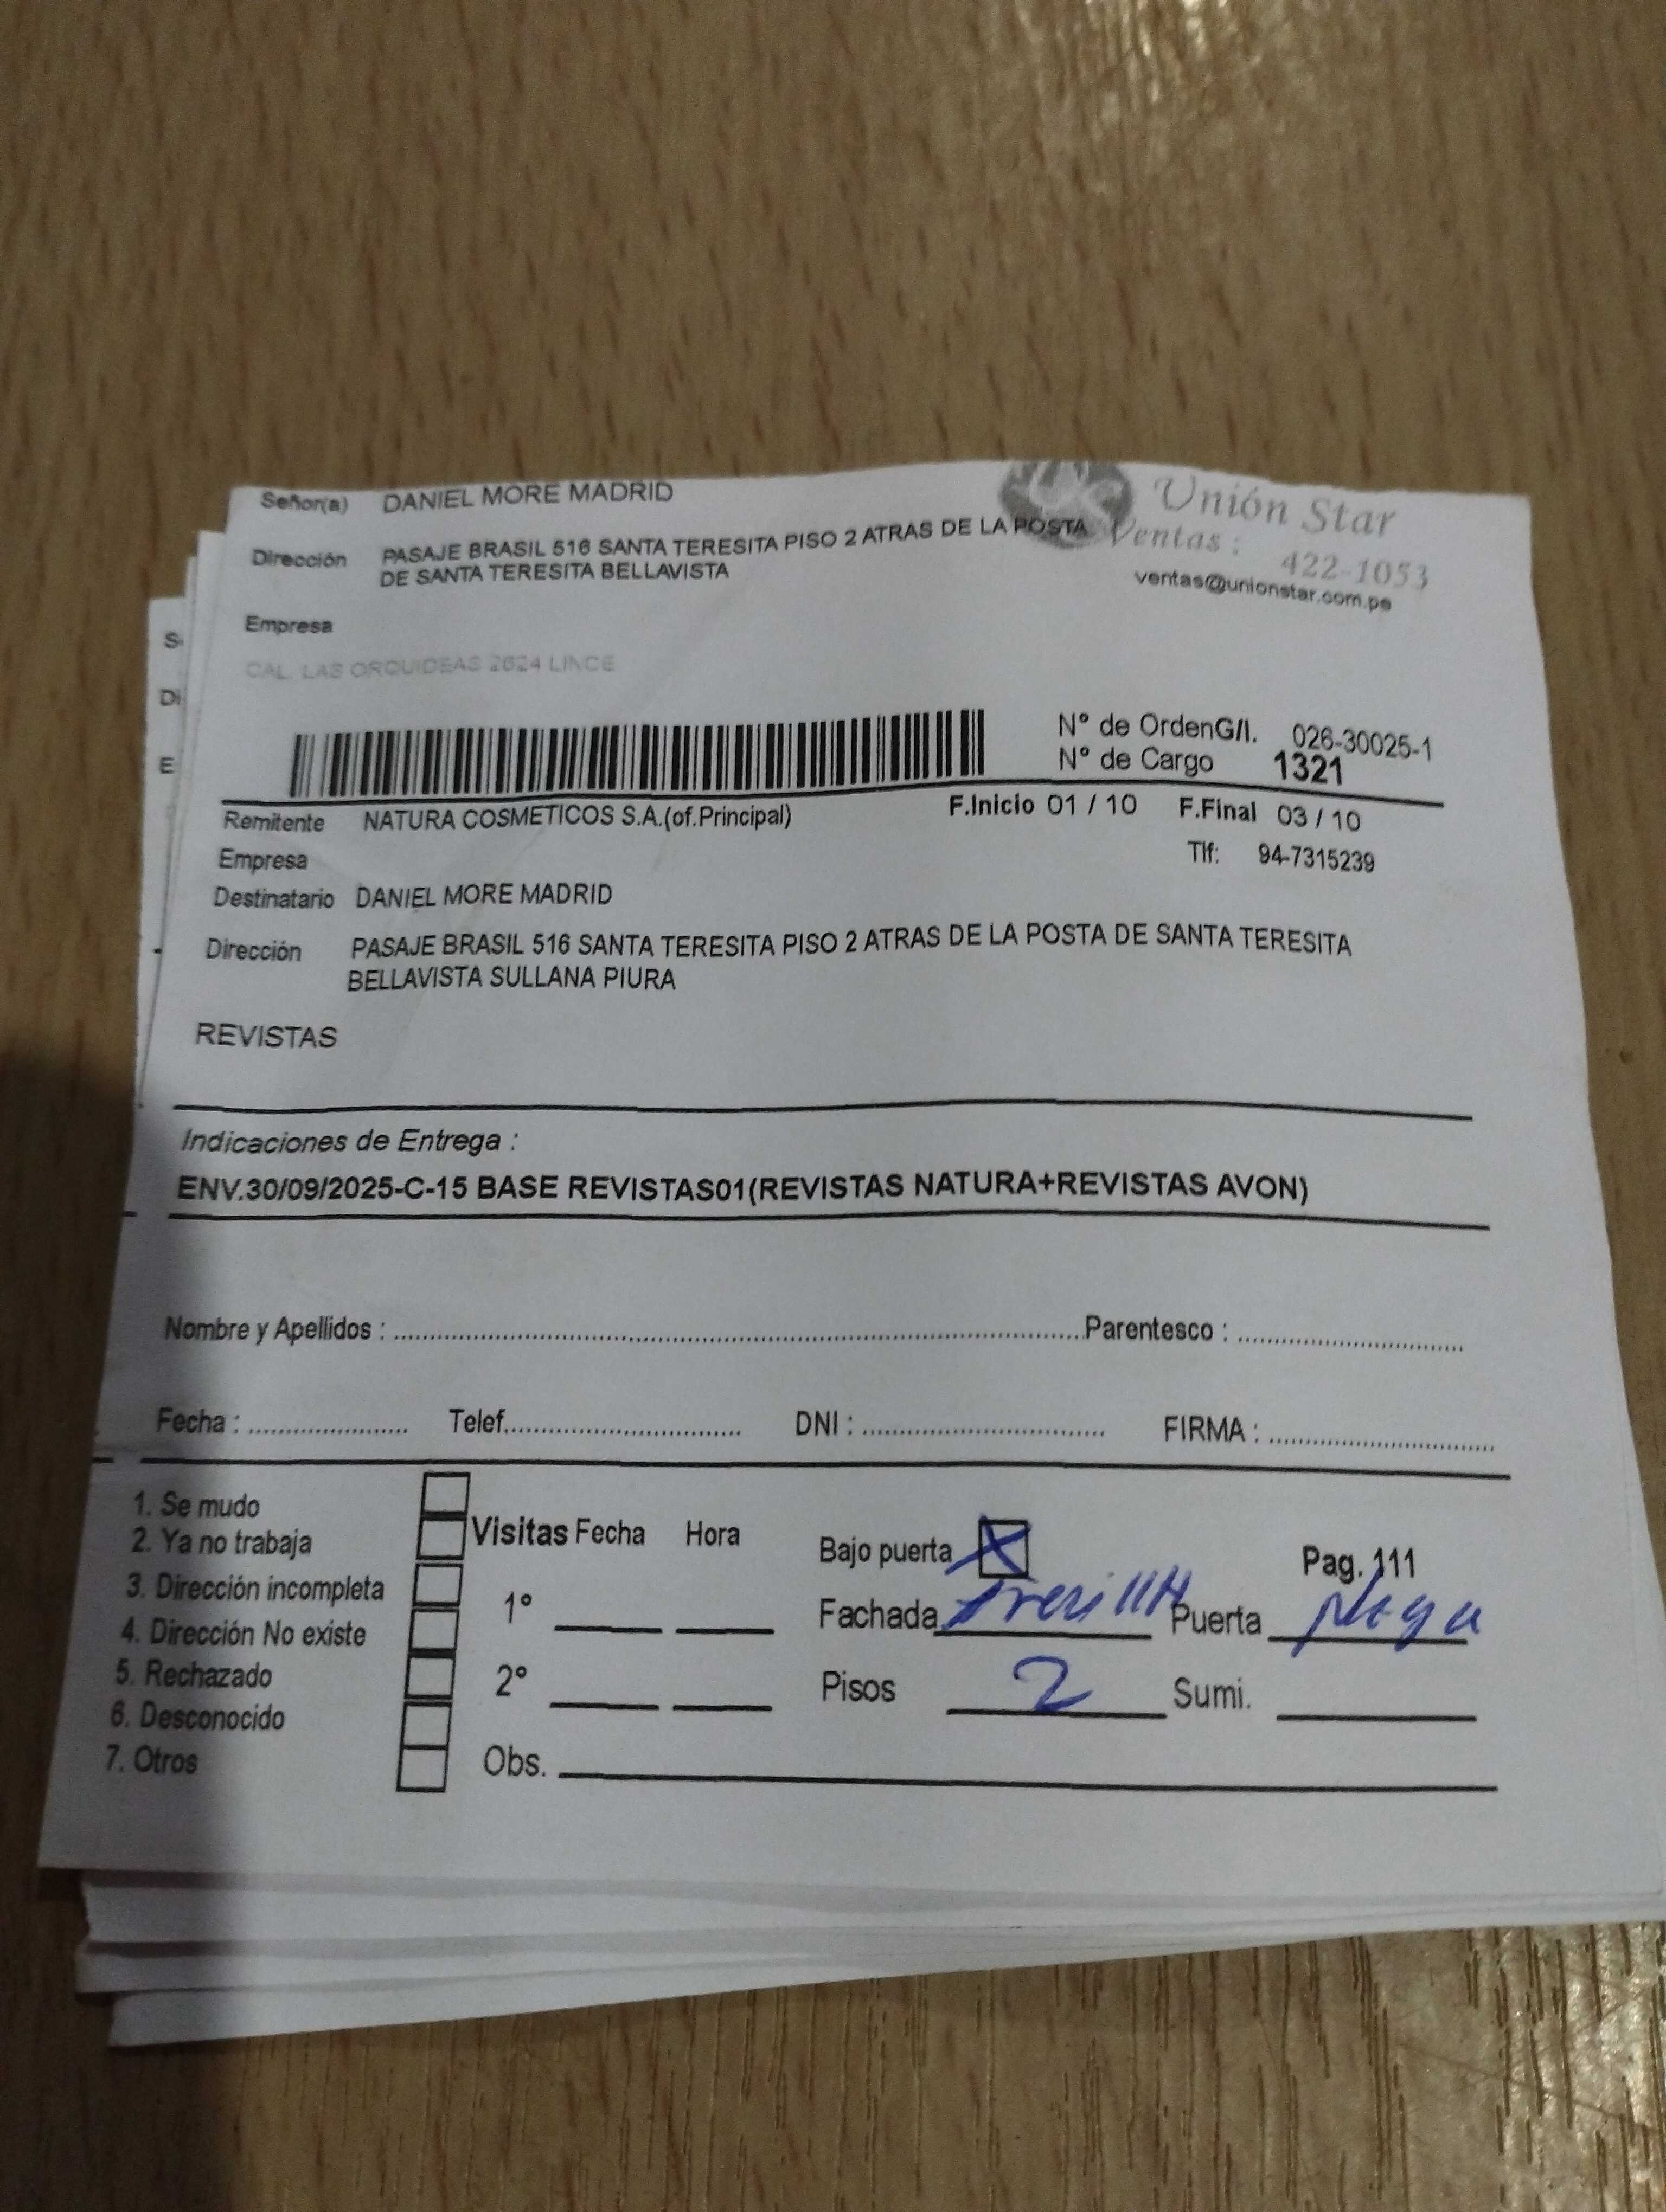 Señor(a) DANIEL MORE MADRID
Unión Star
Dirección PASAJE BRASIL 516 SANTA TERESITA PISO 2 ATRAS DE LA POSTA
DE SANTA TERESITA BELLAVISTA
Ventas : 422-1053
ventas@unionstar.com.pe
Empresa
CAL. LAS ORQUIDEAS 2624 LINCE
Nº de OrdenG/I. 026-30025-1
Nº de Cargo 1321
Remitente NATURA COSMETICOS S.A.(of.Principal) F.Inicio 01 / 10 F.Final 03 / 10
Empresa Tlf: 94-7315239
Destinatario DANIEL MORE MADRID
Dirección PASAJE BRASIL 516 SANTA TERESITA PISO 2 ATRAS DE LA POSTA DE SANTA TERESITA
BELLAVISTA SULLANA PIURA
REVISTAS
Indicaciones de Entrega :
ENV.30/09/2025-C-15 BASE REVISTAS01(REVISTAS NATURA+REVISTAS AVON)
Nombre y Apellidos : Parentesco :
Fecha : Telef. DNI : FIRMA :
1. Se mudo
2. Ya no trabaja
3. Dirección incompleta
4. Dirección No existe
5. Rechazado
6. Desconocido
7. Otros
Visitas Fecha Hora
1º
2º
Obs.
Bajo puerta X Pag. 111
Fachada Puerta
Pisos 2 Sumi.
S
Di
E